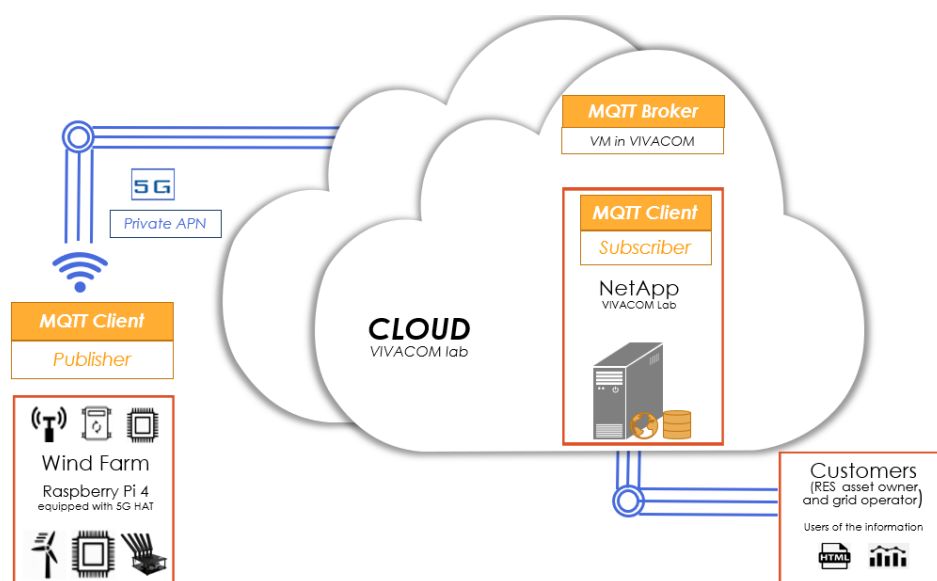 MQTT Broker
VM in VIVACOM
5G
Private APN
MQTT Client
Subscriber
NetApp
VIVACOM Lab
MQTT Client
Publisher
CLOUD
VIVACOM lab
Wind Farm
Raspberry Pi 4
equipped with 5G HAT
Customers
(RES asset owner
and grid operator)
Users of the information
HTML